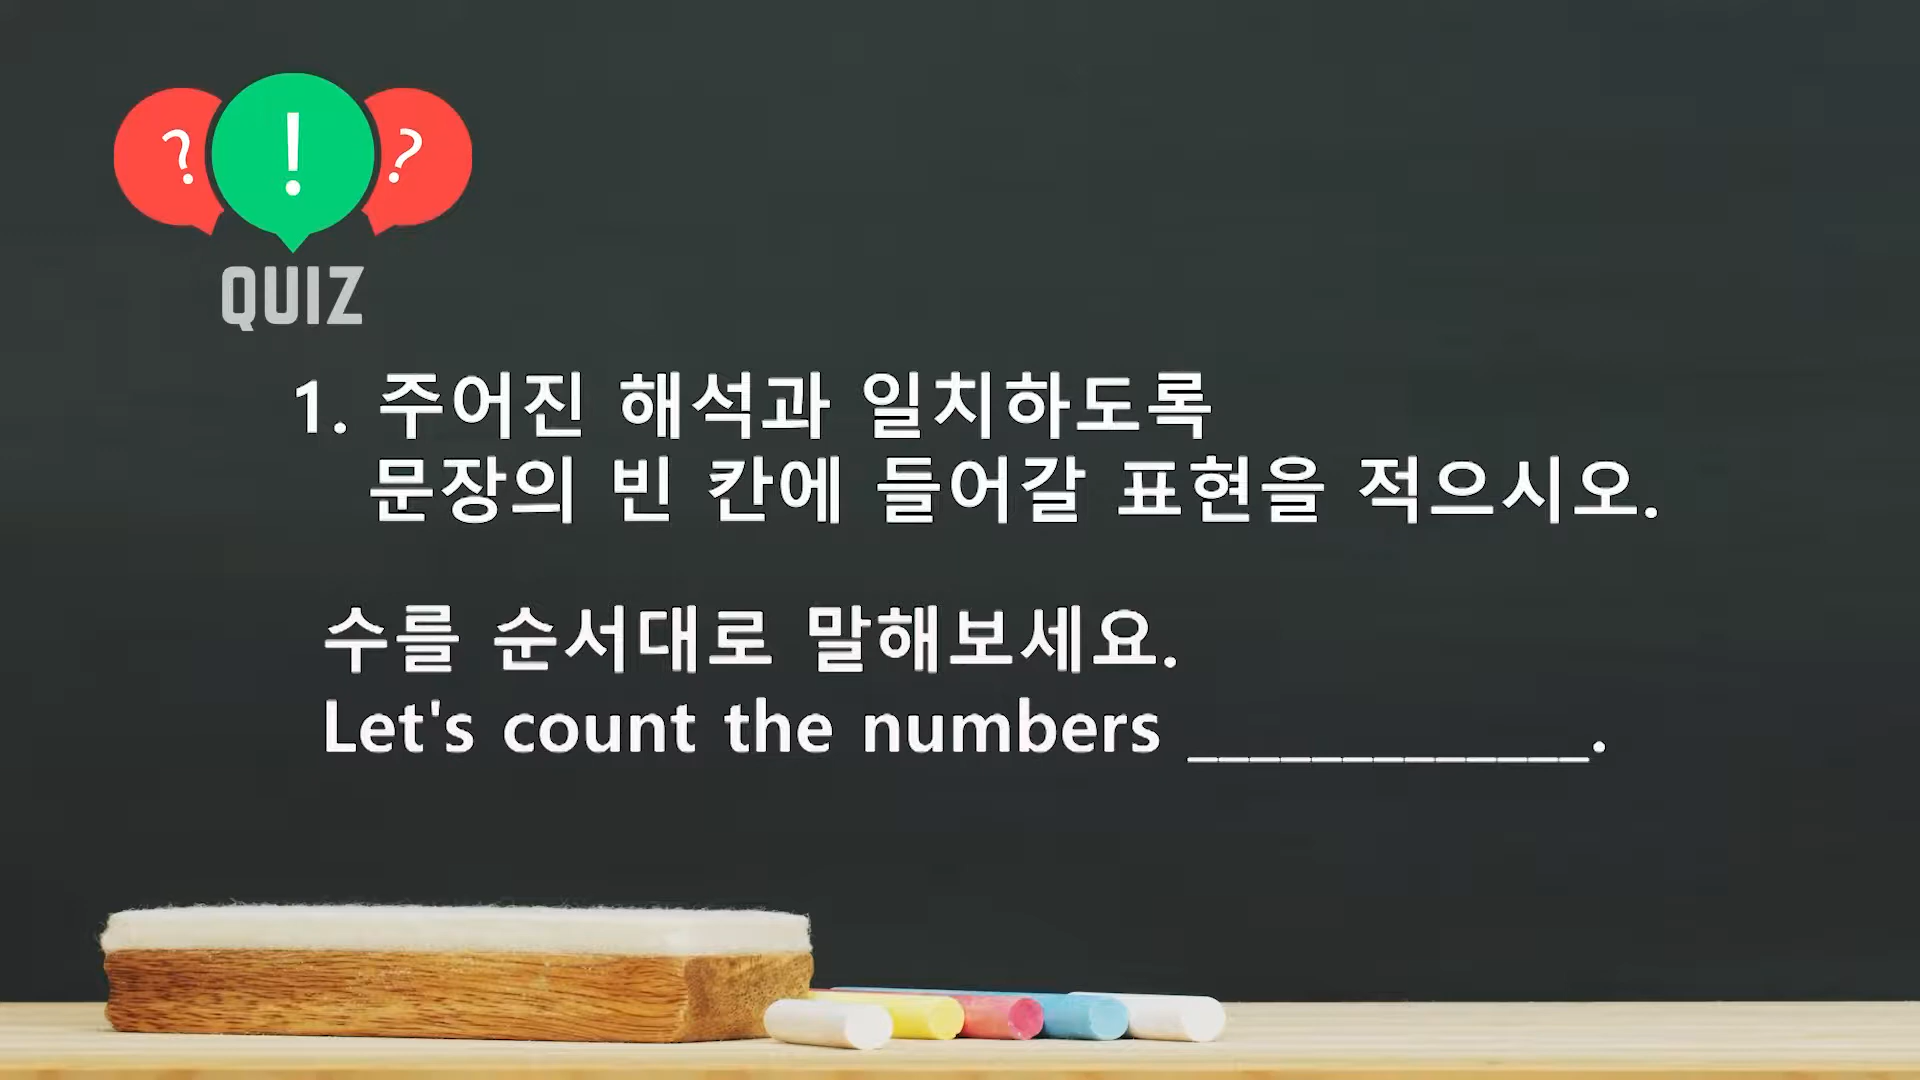 ? ! ?
QUIZ
1. 주어진 해석과 일치하도록
문장의 빈 칸에 들어갈 표현을 적으시오.
수를 순서대로 말해보세요.
Let's count the numbers _____________.